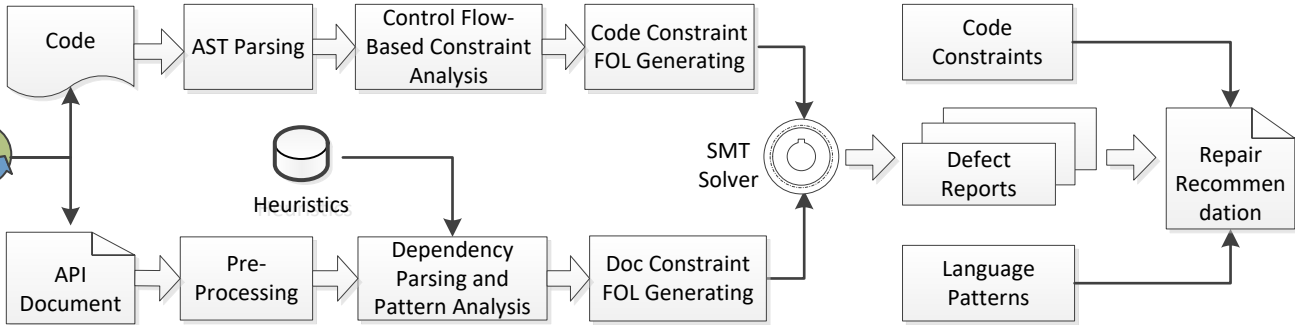 Code
AST Parsing
Control Flow-
Based Constraint
Analysis
Code Constraint
FOL Generating
Heuristics
API
Document
Pre-
Processing
Dependency
Parsing and
Pattern Analysis
Doc Constraint
FOL Generating
SMT
Solver
Code
Constraints
Defect
Reports
Language
Patterns
Repair
Recommen
dation